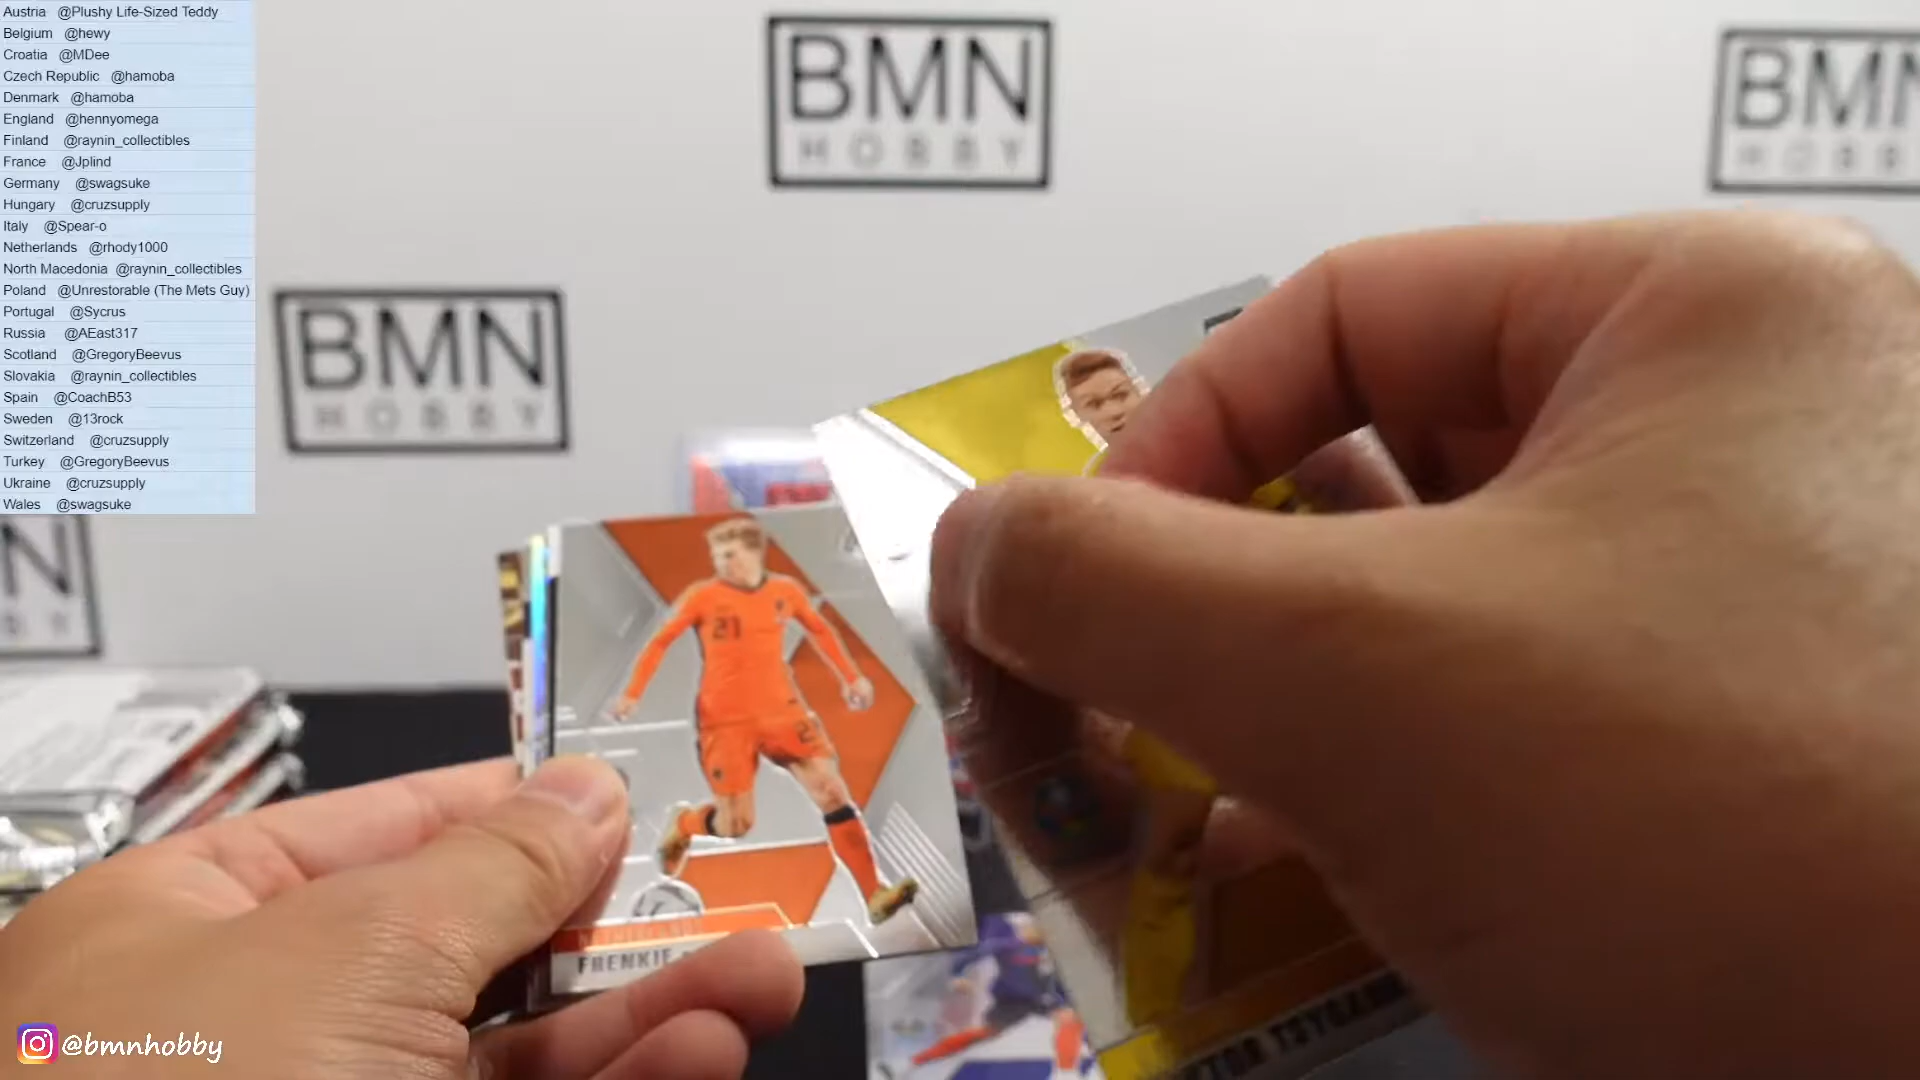 Austria @Plushy Life-Sized Teddy
Belgium @hewy
Croatia @MDee
Czech Republic @hamoba
Denmark @hamoba
England @hennyomega
Finland @raynin_collectibles
France @Jplind
Germany @swagsuke
Hungary @cruzsupply
Italy @Spear-o
Netherlands @rhody1000
North Macedonia @raynin_collectibles
Poland @Unrestorable (The Mets Guy)
Portugal @Sycrus
Russia @AEast317
Scotland @GregoryBeevus
Slovakia @raynin_collectibles
Spain @CoachB53
Sweden @13rock
Switzerland @cruzsupply
Turkey @GregoryBeevus
Ukraine @cruzsupply
Wales @swagsuke
BMN
HOBBY
BMN
HOBB
BMN
HOBBY
N
BY
21
FRENKIE
@bmnhobby